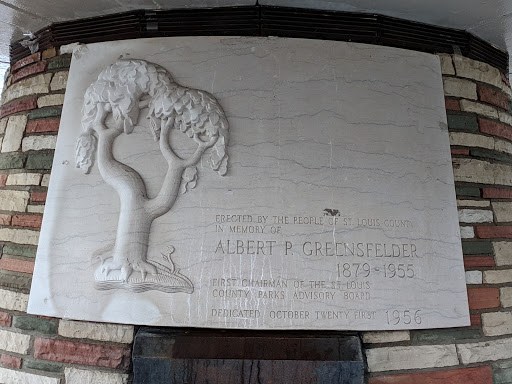 ERECTED BY THE PEOPLE OF ST. LOUIS COUNTY
IN MEMORY OF
ALBERT P. GREENSFELDER
1879-1955
FIRST CHAIRMAN OF THE ST. LOUIS
COUNTY PARKS ADVISORY BOARD
DEDICATED OCTOBER TWENTY FIRST 1956